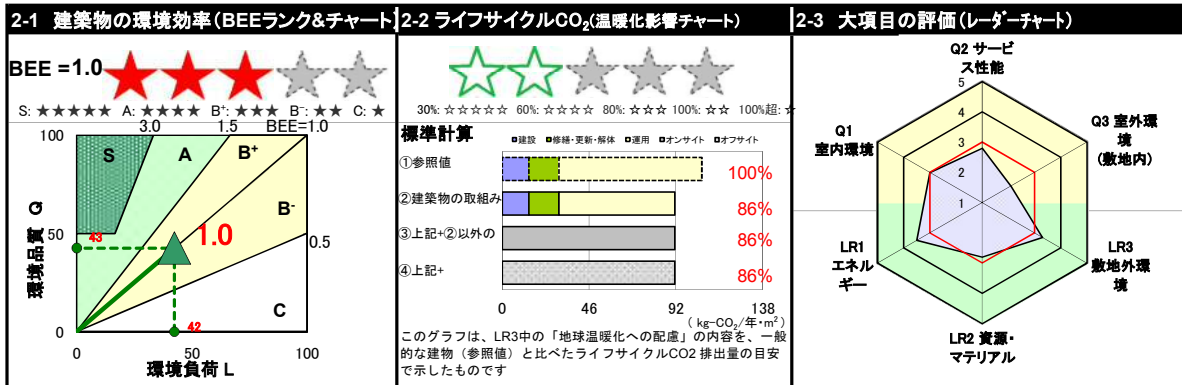 2-1 建築物の環境効率(BEEランク&チャート)
BEE =1.0
S: ★★★★★ A: ★★★★ B+: ★★★ B-: ★★ C: ★
3.0 1.5 BEE=1.0
100
S A B+
B-
50
43
1.0
0.5
C
42
0
0 50 100
環境品質 Q
環境負荷 L
2-2 ライフサイクルCO2(温暖化影響チャート)
30%: ☆☆☆☆☆ 60%: ☆☆☆☆ 80%: ☆☆☆ 100%: ☆☆ 100%超: ☆
標準計算
建設 修繕・更新・解体 運用 オンサイト オフサイト
①参照値 100%
②建築物の取組み 86%
③上記+②以外の 86%
④上記+ 86%
0 46 92 138
( kg-CO2/年・m2 )
このグラフは、LR3中の「地球温暖化への配慮」の内容を、一般
的な建物（参照値）と比べたライフサイクルCO2 排出量の目安
で示したものです
2-3 大項目の評価(レーダーチャート)
Q2 サービ
ス性能
5
4
3
2
1
Q1
室内環境
Q3 室外環
境
(敷地内)
LR1
エネル
ギー
LR3
敷地外環
境
LR2 資源・
マテリアル